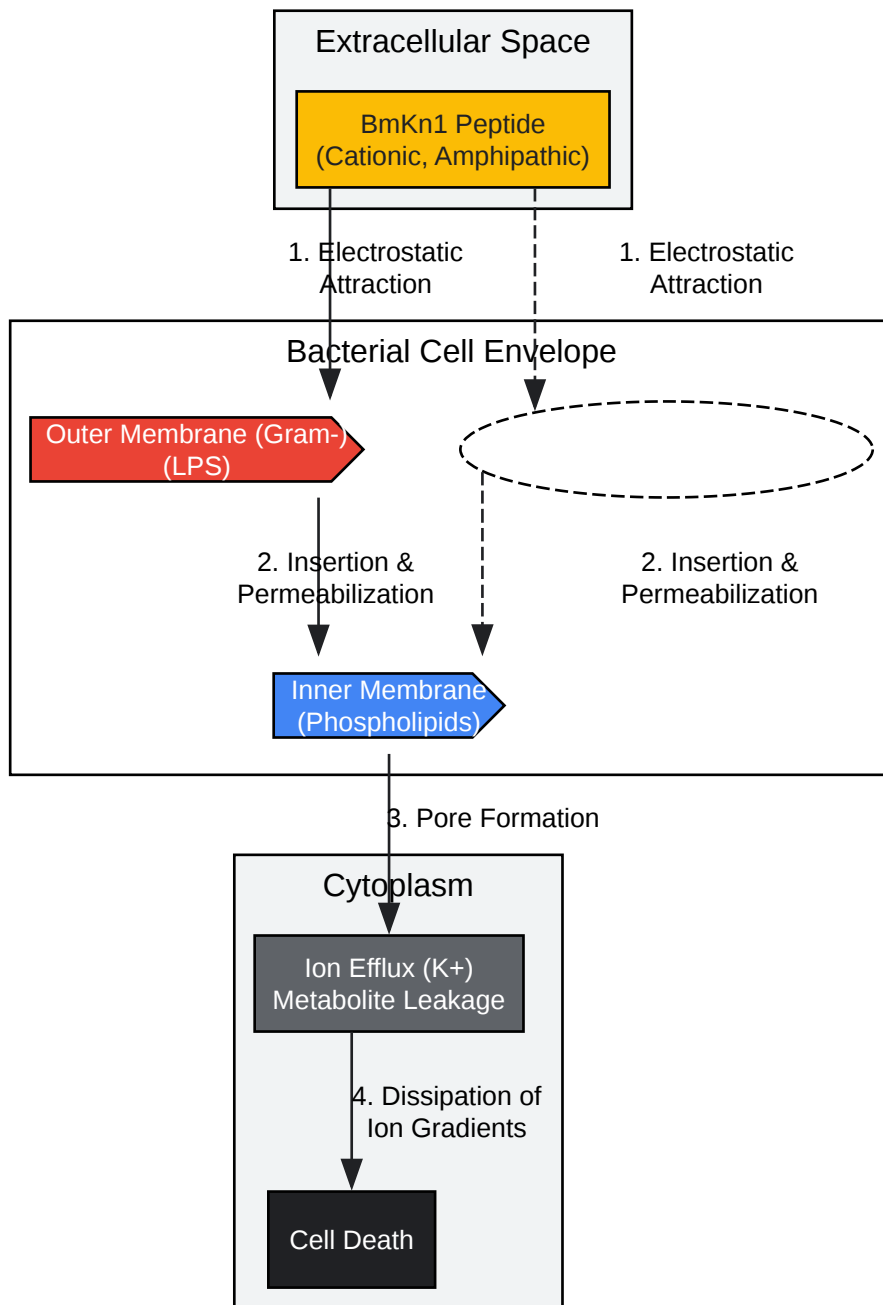 Extracellular Space
BmKn1 Peptide
(Cationic, Amphipathic)
1. Electrostatic
Attraction
1. Electrostatic
Attraction
Bacterial Cell Envelope
Outer Membrane (Gram-)
(LPS)
2. Insertion &
Permeabilization
2. Insertion &
Permeabilization
Inner Membrane
(Phospholipids)
3. Pore Formation
Cytoplasm
Ion Efflux (K+)
Metabolite Leakage
4. Dissipation of
Ion Gradients
Cell Death